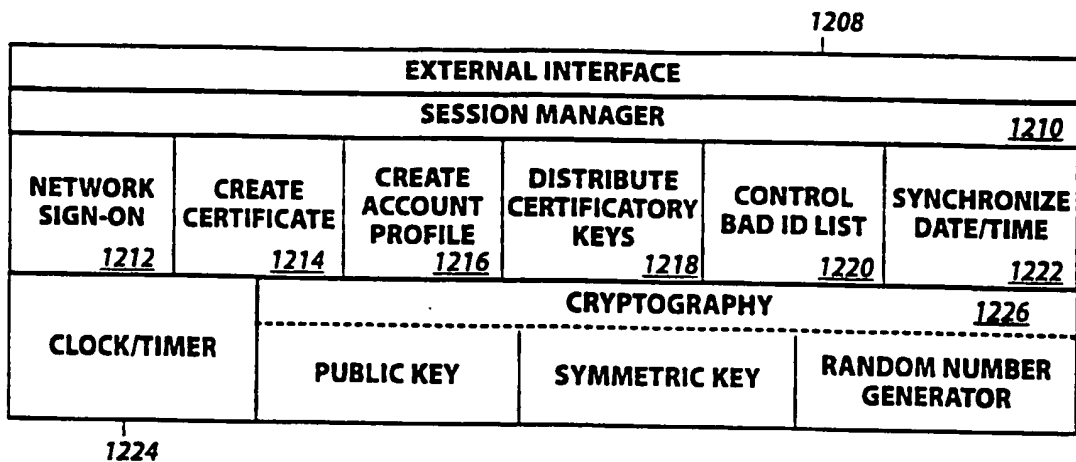 1208
EXTERNAL INTERFACE
SESSION MANAGER
1210
NETWORK
SIGN-ON
1212
CREATE
CERTIFICATE
1214
CREATE
ACCOUNT
PROFILE
1216
DISTRIBUTE
CERTIFICATORY
KEYS
1218
CONTROL
BAD ID LIST
1220
SYNCHRONIZE
DATE/TIME
1222
CLOCK/TIMER
CRYPTOGRAPHY
1226
PUBLIC KEY
SYMMETRIC KEY
RANDOM NUMBER
GENERATOR
1224